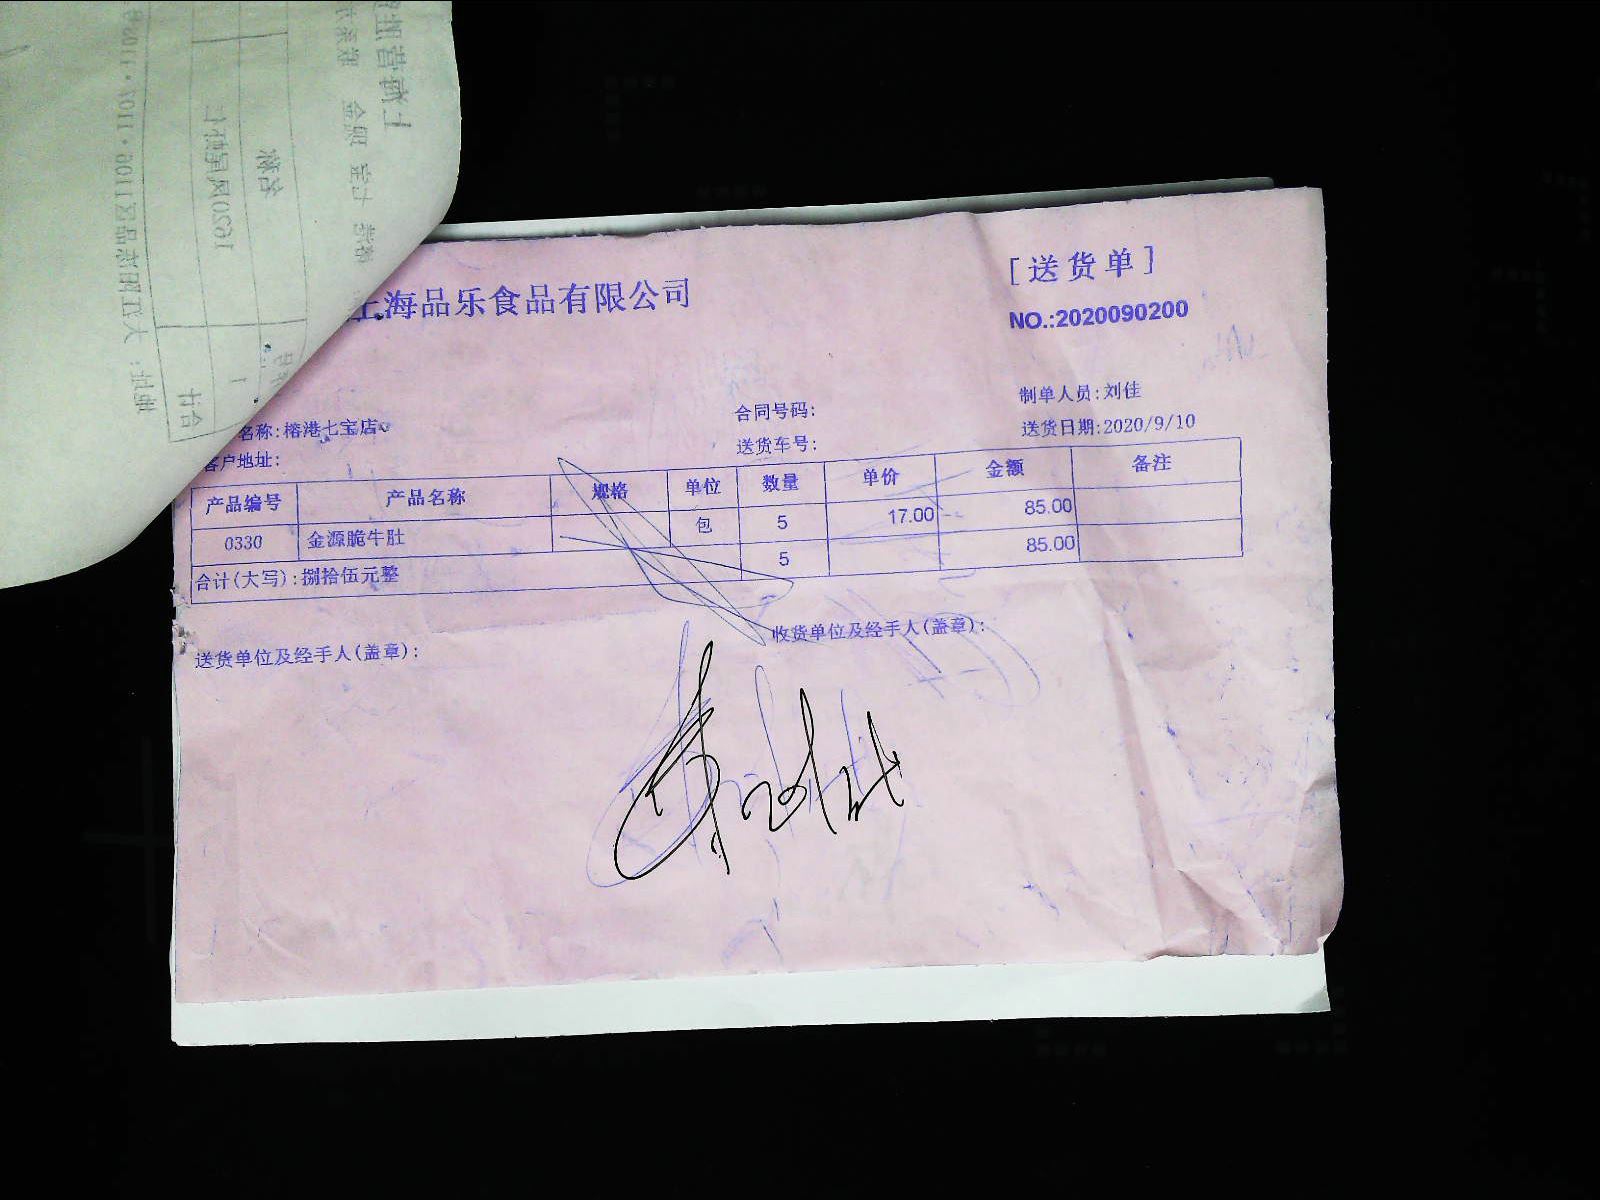 上海品乐食品有限公司
[送货单]
NO.:2020090200
制单人员:刘佳
合同号码:
名称:榕港七宝店
送货日期:2020/9/10
送货车号:
客户地址:
产品编号 产品名称 规格 单位 数量 单价 金额 备注
0330 金源脆牛肚 包 5 17.00 85.00
合计(大写):捌拾伍元整 5 85.00
送货单位及经手人(盖章):
收货单位及经手人(盖章):